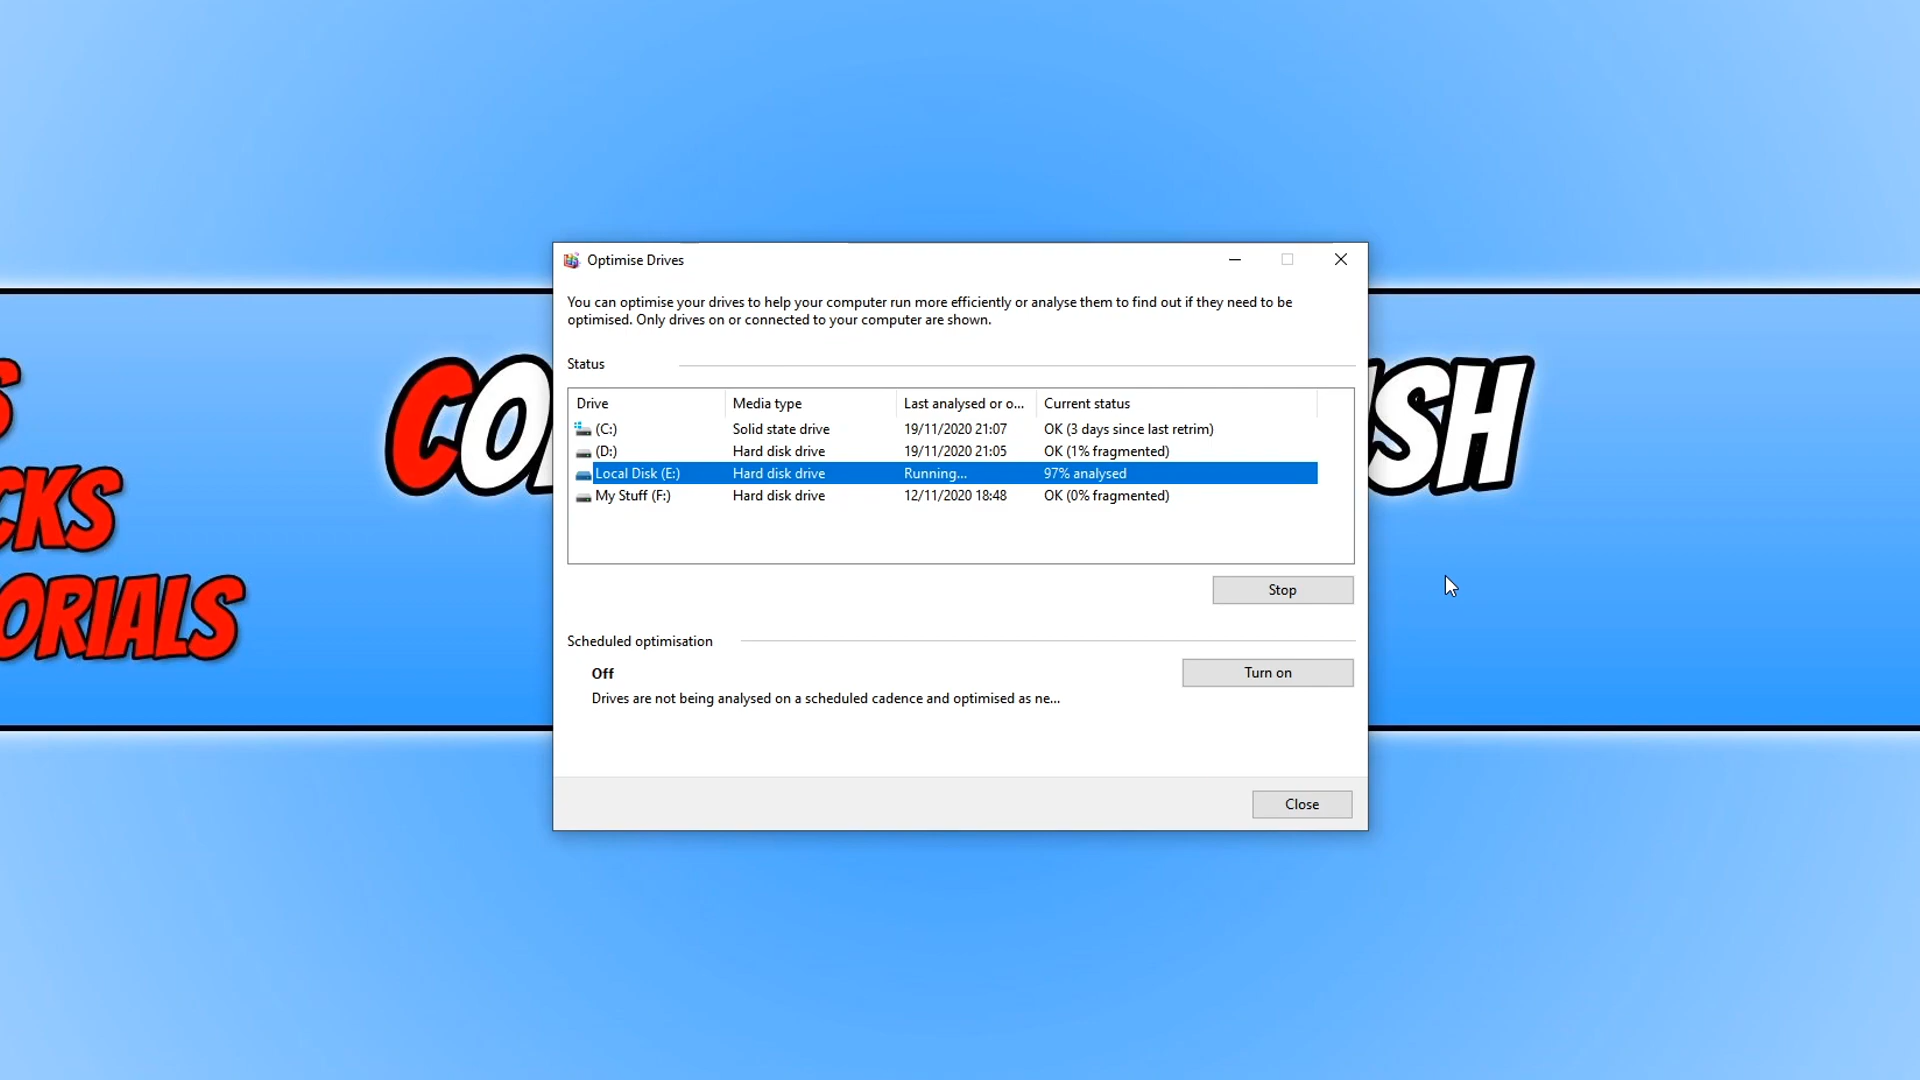 Optimise Drives
You can optimise your drives to help your computer run more efficiently or analyse them to find out if they need to be
optimised. Only drives on or connected to your computer are shown.
Status
Drive Media type Last analysed or o... Current status
(C:) Solid state drive 19/11/2020 21:07 OK (3 days since last retrim)
(D:) Hard disk drive 19/11/2020 21:05 OK (1% fragmented)
Local Disk (E:) Hard disk drive Running... 97% analysed
My Stuff (F:) Hard disk drive 12/11/2020 18:48 OK (0% fragmented)
Stop
Scheduled optimisation
Off
Turn on
Drives are not being analysed on a scheduled cadence and optimised as ne...
Close
S
CKS
ORIALS
CO
SH